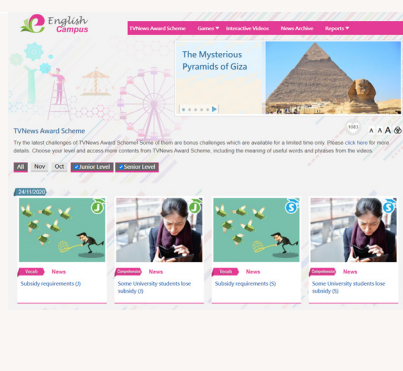 English
Campus
TVNews Award Scheme Games Interactive Videos News Archive Reports
The Mysterious
Pyramids of Giza
1083
A A A
TVNews Award Scheme
Try the latest challenges of TVNews Award Scheme! Some of them are bonus challenges which are available for a limited time only. Please click here for more
details. Choose your level and access more contents from TVNews Award Scheme, including the meaning of useful words and phrases from the videos.
All Nov Oct Junior Level Senior Level
24/11/2020
J J S S
Vocab News Comprehension News Vocab News Comprehension News
Subsidy requirements (J) Some University students lose Subsidy requirements (S) Some University students lose
subsidy (J) subsidy (S)